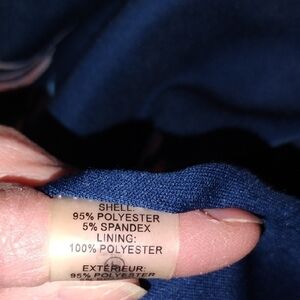 SHELL:
95% POLYESTER
5% SPANDEX
LINING:
100% POLYESTER
EXTÉRIEUR:
95% POLYESTER